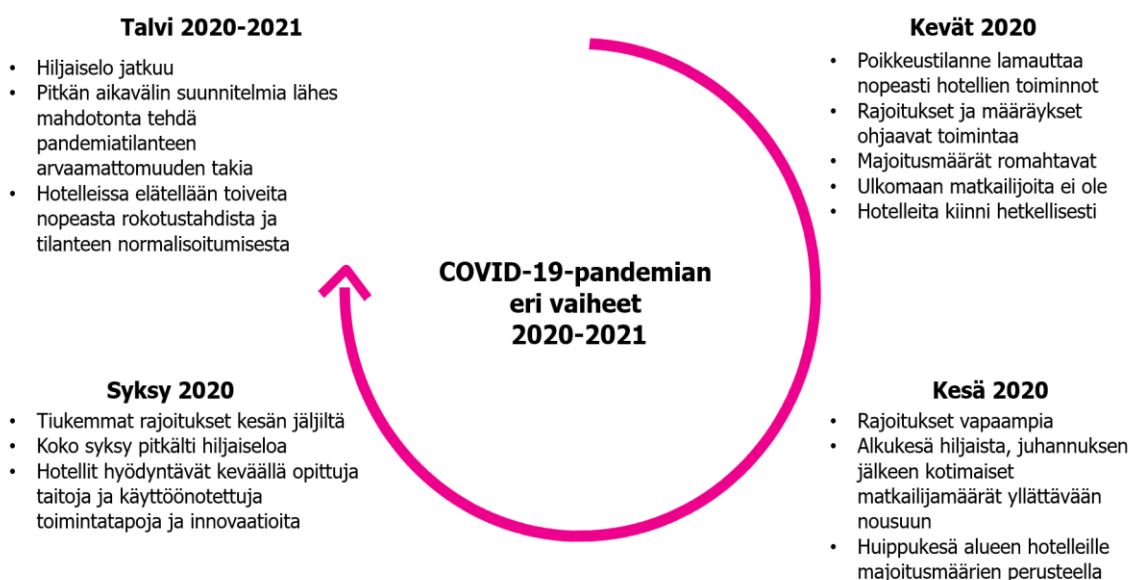 Talvi 2020-2021
• Hiljaiselo jatkuu
• Pitkän aikavälin suunnitelmia lähes
mahdotonta tehdä
pandemiatilanteen
arvaamattomuuden takia
• Hotelleissa elätellään toiveita
nopeasta rokotustahdista ja
tilanteen normalisoitumisesta
Kevät 2020
• Poikkeustilanne lamauttaa
nopeasti hotellien toiminnot
• Rajoitukset ja määräykset
ohjaavat toimintaa
• Majoitusmäärät romahtavat
• Ulkomaan matkailijoita ei ole
• Hotelleita kiinni hetkellisesti
COVID-19-pandemian
eri vaiheet
2020-2021
Syksy 2020
• Tiukemmat rajoitukset kesän jäljiltä
• Koko syksy pitkälti hiljaiseloa
• Hotellit hyödyntävät keväällä opittuja
taitoja ja käyttöönotettuja
toimintatapoja ja innovaatioita
Kesä 2020
• Rajoitukset vapaampia
• Alkukesä hiljaista, juhannuksen
jälkeen kotimaiset
matkailijamäärät yllättävään
nousuun
• Huippukesä alueen hotelleille
majoitusmäärien perusteella